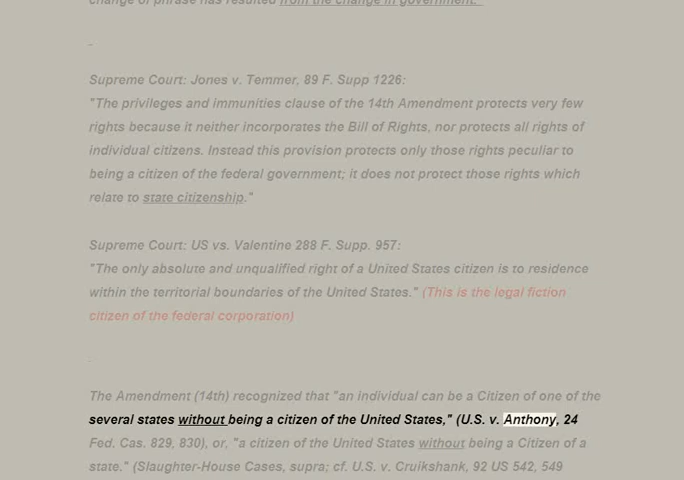 change of phrase has resulted from the change in government."
Supreme Court: Jones v. Temmer, 89 F. Supp 1226:
"The privileges and immunities clause of the 14th Amendment protects very few
rights because it neither incorporates the Bill of Rights, nor protects all rights of
individual citizens. Instead this provision protects only those rights peculiar to
being a citizen of the federal government; it does not protect those rights which
relate to state citizenship."
Supreme Court: US vs. Valentine 288 F. Supp. 957:
"The only absolute and unqualified right of a United States citizen is to residence
within the territorial boundaries of the United States." (This is the legal fiction
citizen of the federal corporation)
The Amendment (14th) recognized that "an individual can be a Citizen of one of the
several states without being a citizen of the United States," (U.S. v. Anthony, 24
Fed. Cas. 829, 830), or, "a citizen of the United States without being a Citizen of a
state." (Slaughter-House Cases, supra; cf. U.S. v. Cruikshank, 92 US 542, 549